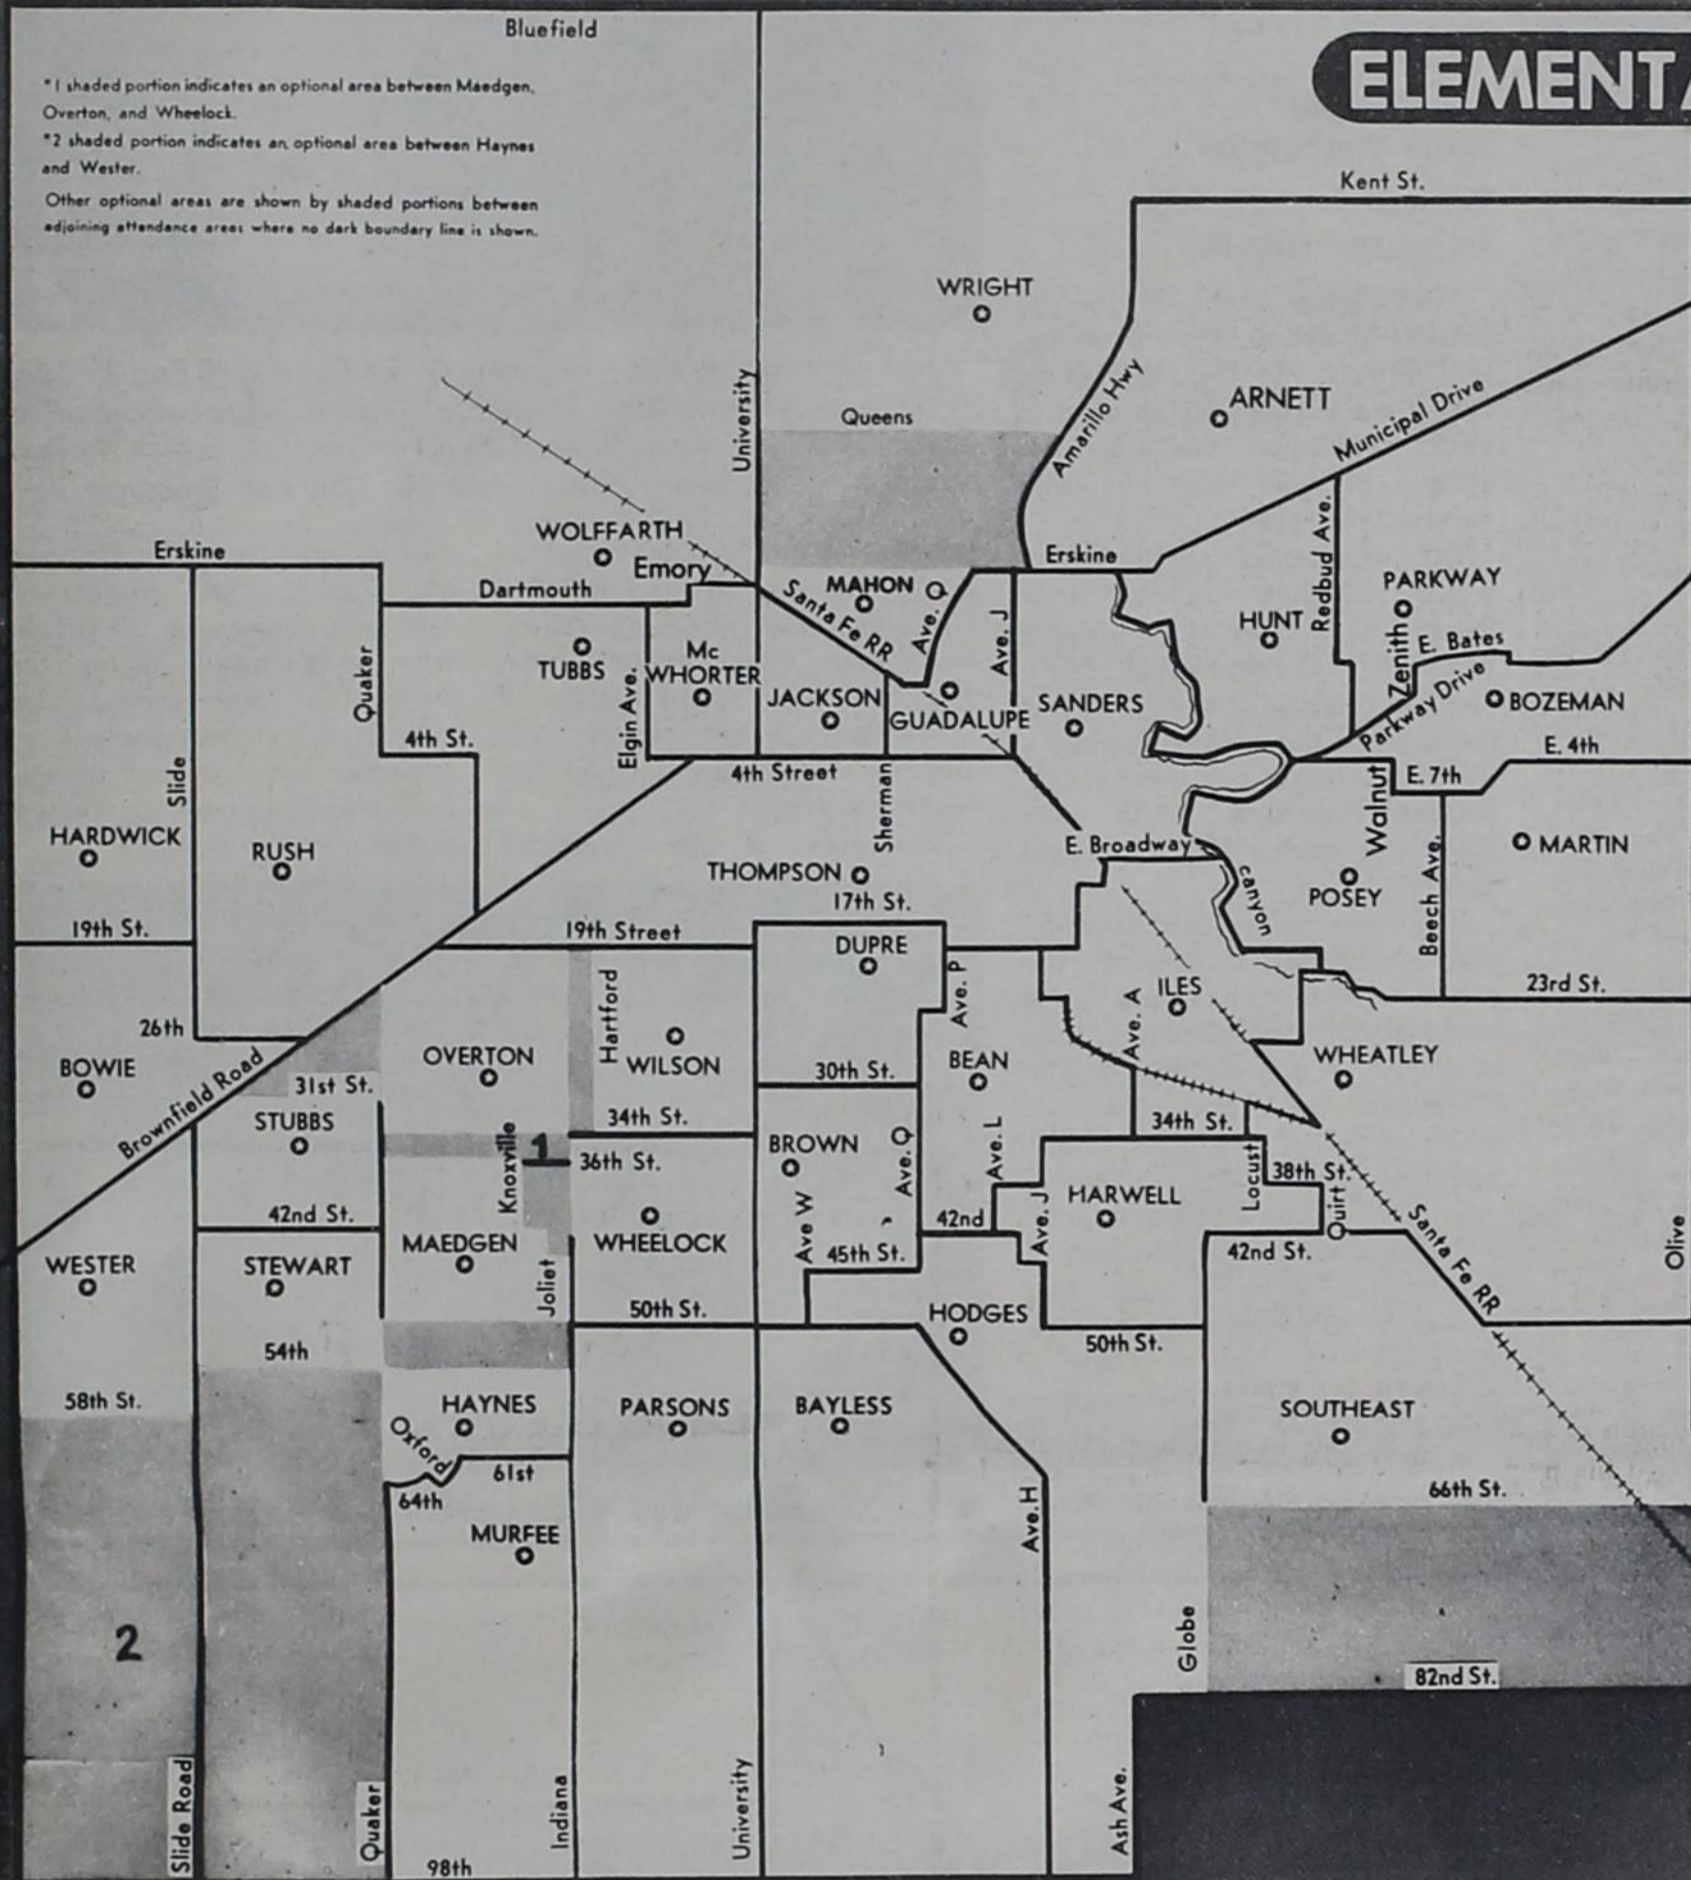 Bluefield
ELEMENTA
*1 shaded portion indicates an optional area between Maedgen,
Overton, and Wheelock.
*2 shaded portion indicates an optional area between Haynes
and Wester.
Other optional areas are shown by shaded portions between
adjoining attendance areas where no dark boundary line is shown.
Kent St.
WRIGHT
University
Queens
Amarillo Hwy
ARNETT
Municipal Drive
WOLFFARTH
Erskine
Emory
Dartmouth
MAHON
Santa Fe RR
Ave. Q
Erskine
Ave. J
HUNT
Redbud Ave.
PARKWAY
Zenith
E. Bates
Parkway Drive
BOZEMAN
Quaker
TUBBS
Elgin Ave.
Mc
WHORTER
JACKSON
GUADALUPE
SANDERS
4th St.
4th Street
E. 4th
E. 7th
Slide
Sherman
Walnut
HARDWICK
RUSH
THOMPSON
E. Broadway
canyon
POSEY
Beech Ave.
MARTIN
17th St.
19th St.
19th Street
DUPRE
Ave. P
Hartford
ILES
Ave. A
23rd St.
26th
BOWIE
Brownfield Road
31st St.
OVERTON
WILSON
30th St.
BEAN
WHEATLEY
STUBBS
34th St.
34th St.
Knoxville
1
36th St.
BROWN
Ave. Q
Ave. L
Locust
38th St.
HARWELL
42nd St.
Ave W
42nd
Ave. J
Quirt
Santa Fe RR
Olive
WESTER
STEWART
MAEDGEN
Joliet
WHEELOCK
45th St.
42nd St.
50th St.
HODGES
50th St.
54th
58th St.
HAYNES
PARSONS
BAYLESS
SOUTHEAST
Oxford
61st
64th
66th St.
MURFEE
Ave. H
Globe
2
82nd St.
Slide Road
Quaker
Indiana
University
Ash Ave.
98th